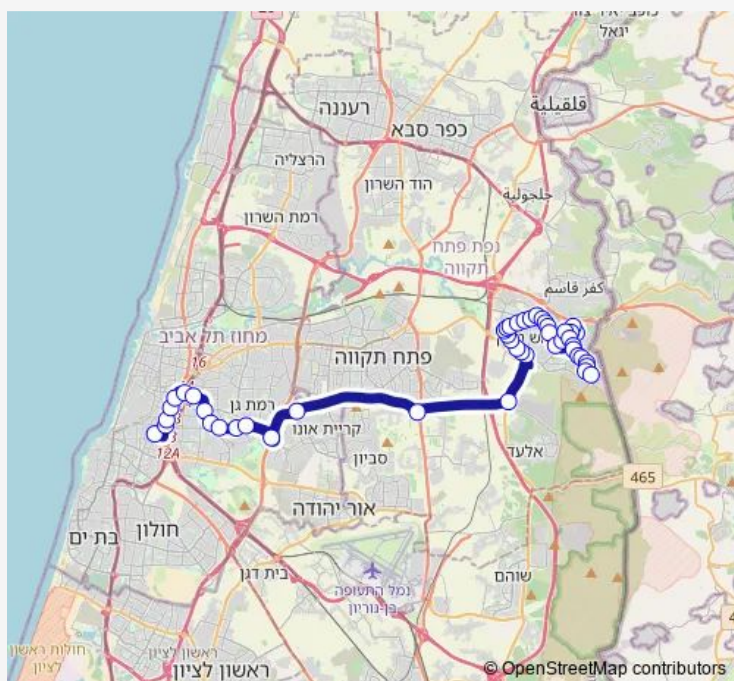 יגאל
קלקיליה
רעננה
כפר סבא
הרצליה
הוד השרון
ג'לג'וליה
רמת השרון
נפת פתח
תקווה
כפר קאסם
מחוז תל אביב
16
פתח תקווה
רמת גן
קריית אונו
3
12A
אלעד
סביון
465
אור יהודה
חולון
בת ים
בית דגן
נמל התעופה
בן-גוריון
שוהם
חולות ראשון
לציון
ראשון לציון
© OpenStreetMap contributors